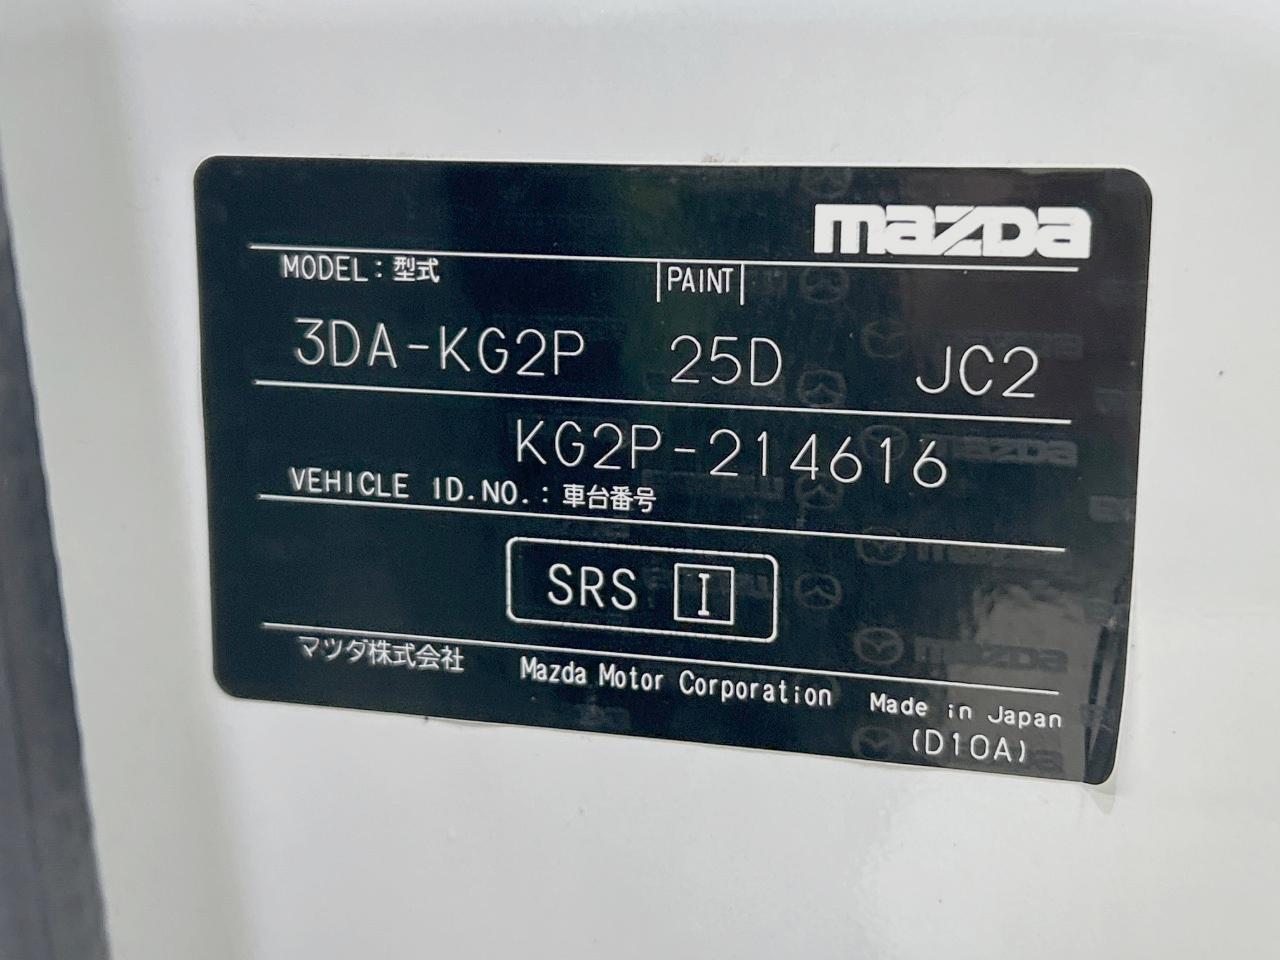 mazda
MODEL : 型式 PAINT
3DA-KG2P 25D JC2
KG2P-214616
VEHICLE ID.NO. : 車台番号
SRS I
マツダ株式会社 Mazda Motor Corporation Made in Japan
(D10A)